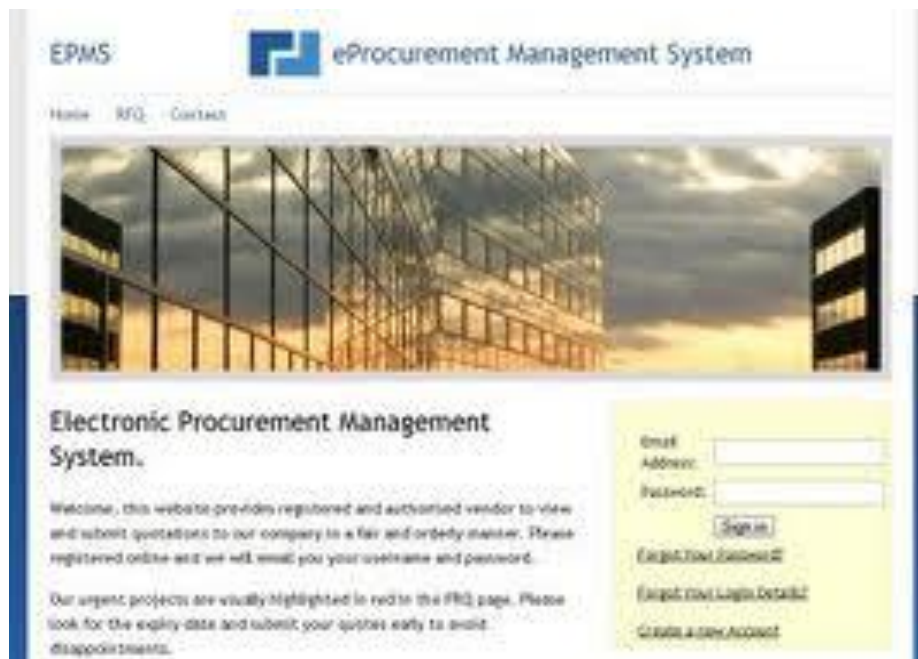 EPMS
eProcurement Management System
Home RFQ Contact
Electronic Procurement Management
System.
Welcome, this website provides registered and authorised vendor to view
and submit quotations to our company in a fair and orderly manner. Please
registered online and we will email you your username and password.
Our urgent projects are usually highlighted in red in the FRQ page. Please
look for the expiry date and submit your quotes early to avoid
disappointments.
Email
Address:
Password:
Sign in
Forgot Your Password?
Forgot Your Login Details?
Create a new Account